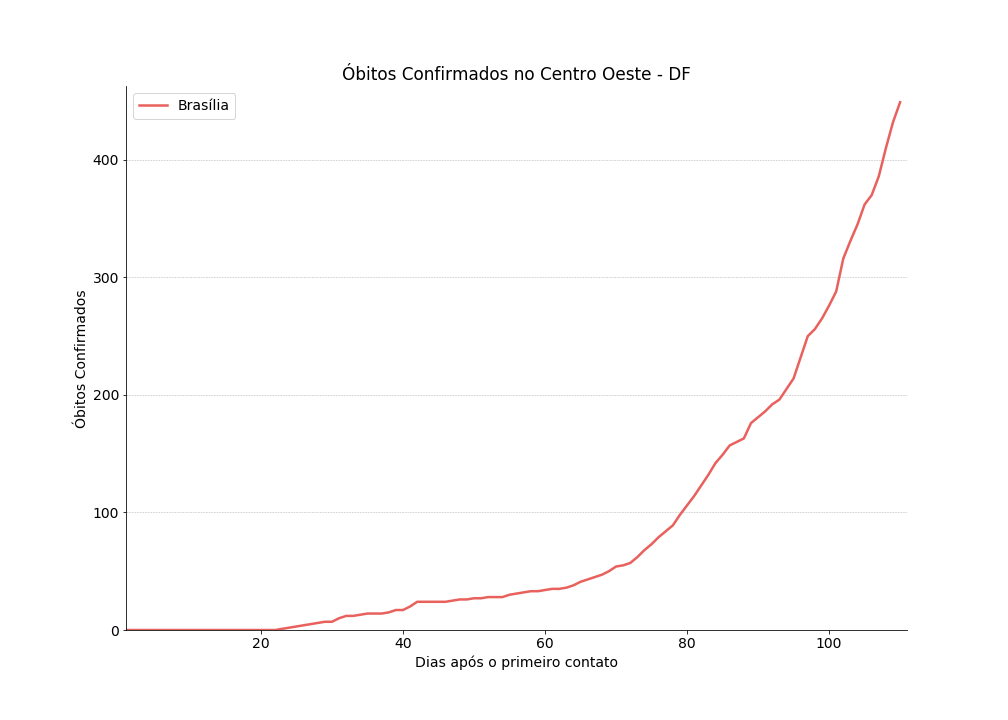 Óbitos Confirmados no Centro Oeste - DF
Brasília
400
300
200
100
0
Óbitos Confirmados
20
40
60
80
100
Dias após o primeiro contato